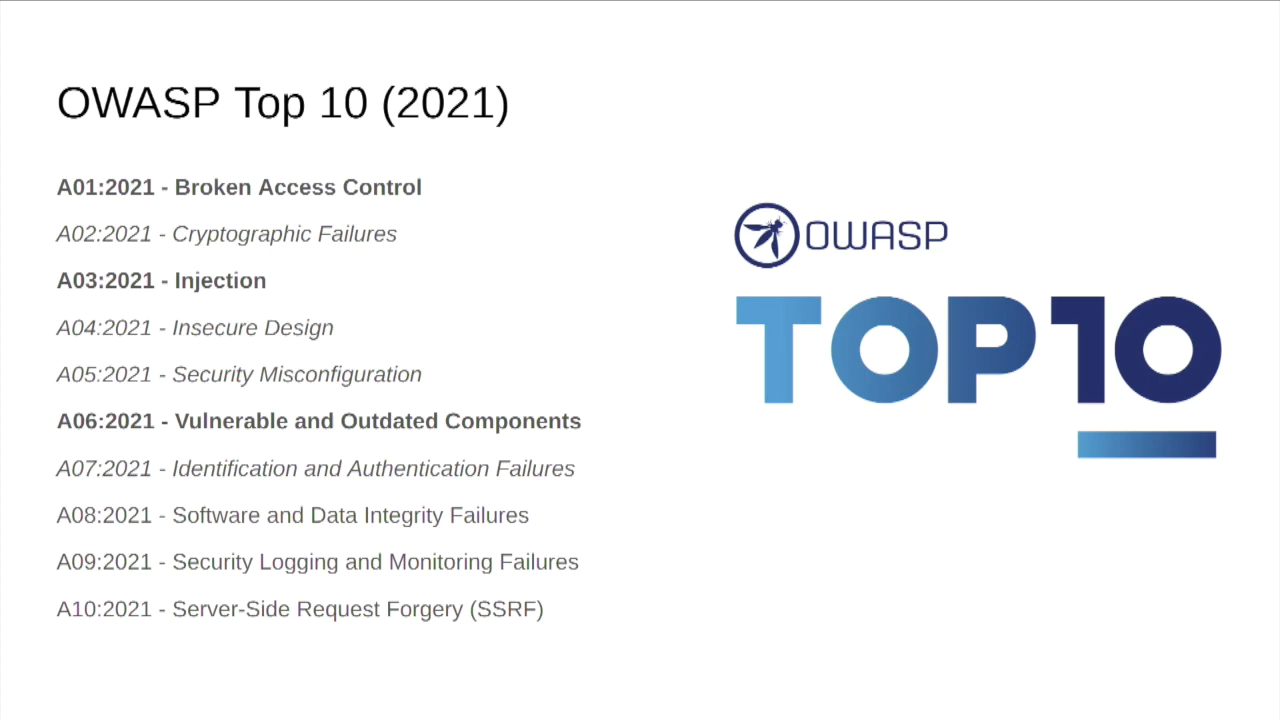 OWASP Top 10 (2021)
A01:2021 - Broken Access Control
A02:2021 - Cryptographic Failures
A03:2021 - Injection
A04:2021 - Insecure Design
A05:2021 - Security Misconfiguration
A06:2021 - Vulnerable and Outdated Components
A07:2021 - Identification and Authentication Failures
A08:2021 - Software and Data Integrity Failures
A09:2021 - Security Logging and Monitoring Failures
A10:2021 - Server-Side Request Forgery (SSRF)
OWASP
TOP10